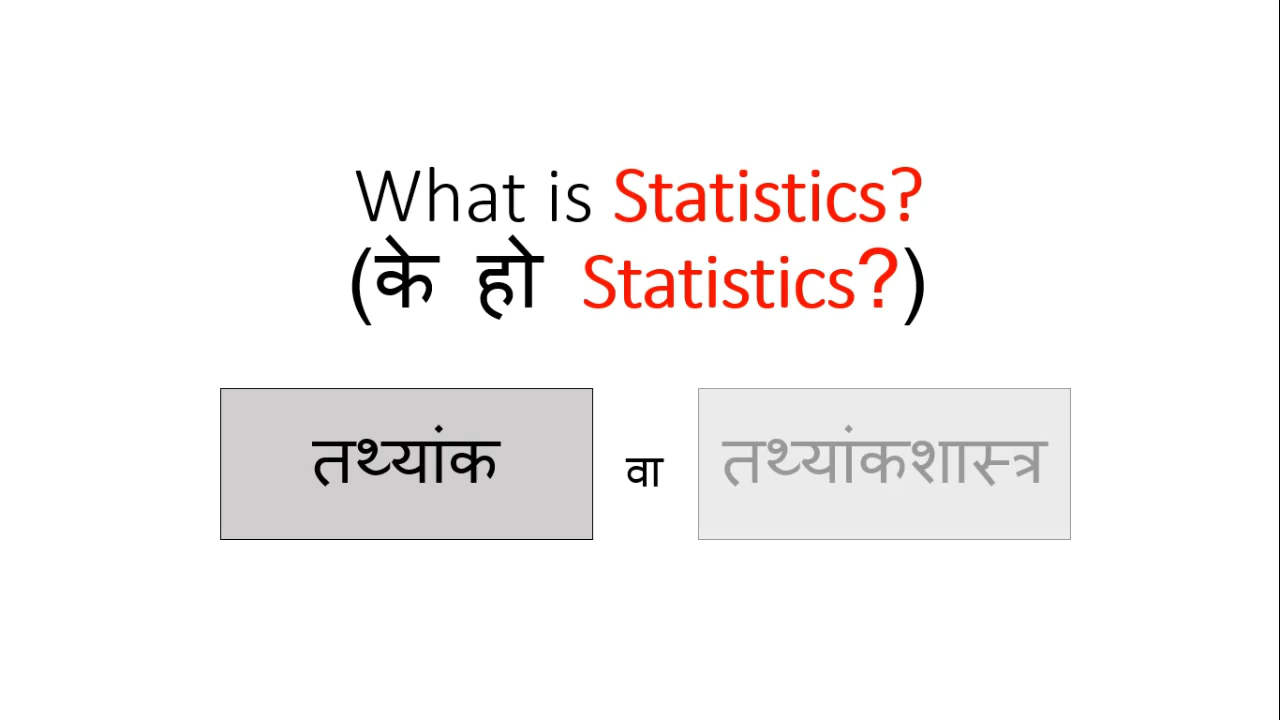 What is Statistics?
(के हो Statistics?)
तथ्यांक वा तथ्यांकशास्त्र